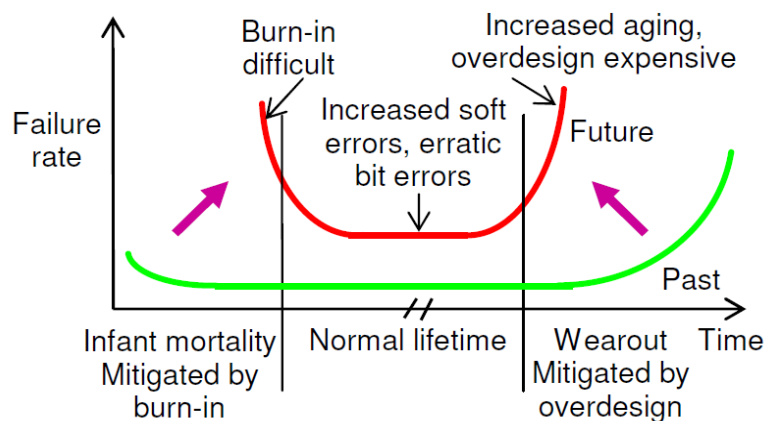 Burn-in
difficult
Increased aging,
overdesign expensive
Failure
rate
Increased soft
errors, erratic
bit errors
Future
Past
Infant mortality
Mitigated by
burn-in
Normal lifetime
Wearout
Mitigated by
overdesign
Time